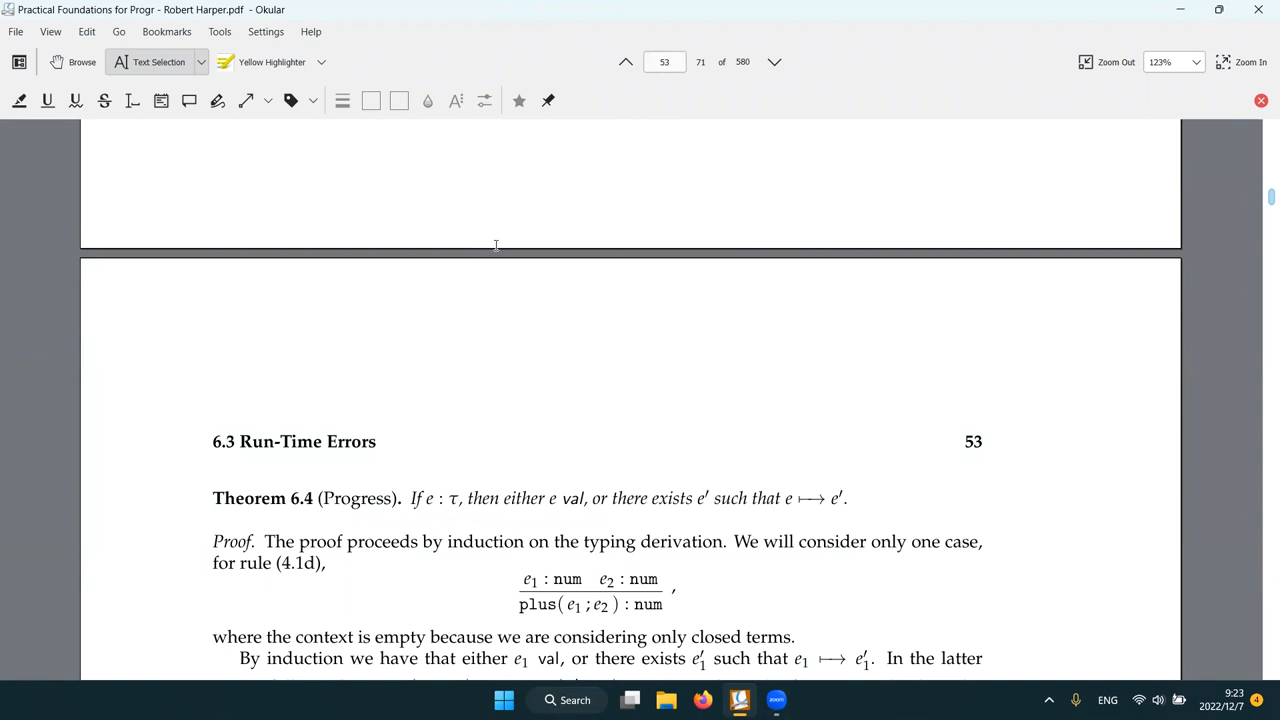 Practical Foundations for Progr - Robert Harper.pdf - Okular
File View Edit Go Bookmarks Tools Settings Help
Browse Text Selection Yellow Highlighter 53 71 of 580 Zoom Out 123% Zoom In
6.3 Run-Time Errors 53
Theorem 6.4 (Progress). If e : τ, then either e val, or there exists e′ such that e ⟼ e′.
Proof. The proof proceeds by induction on the typing derivation. We will consider only one case,
for rule (4.1d),
e₁ : num e₂ : num
plus( e₁ ; e₂ ) : num ,
where the context is empty because we are considering only closed terms.
By induction we have that either e₁ val, or there exists e₁′ such that e₁ ⟼ e₁′. In the latter
Search zoom ENG 9:23
2022/12/7 4